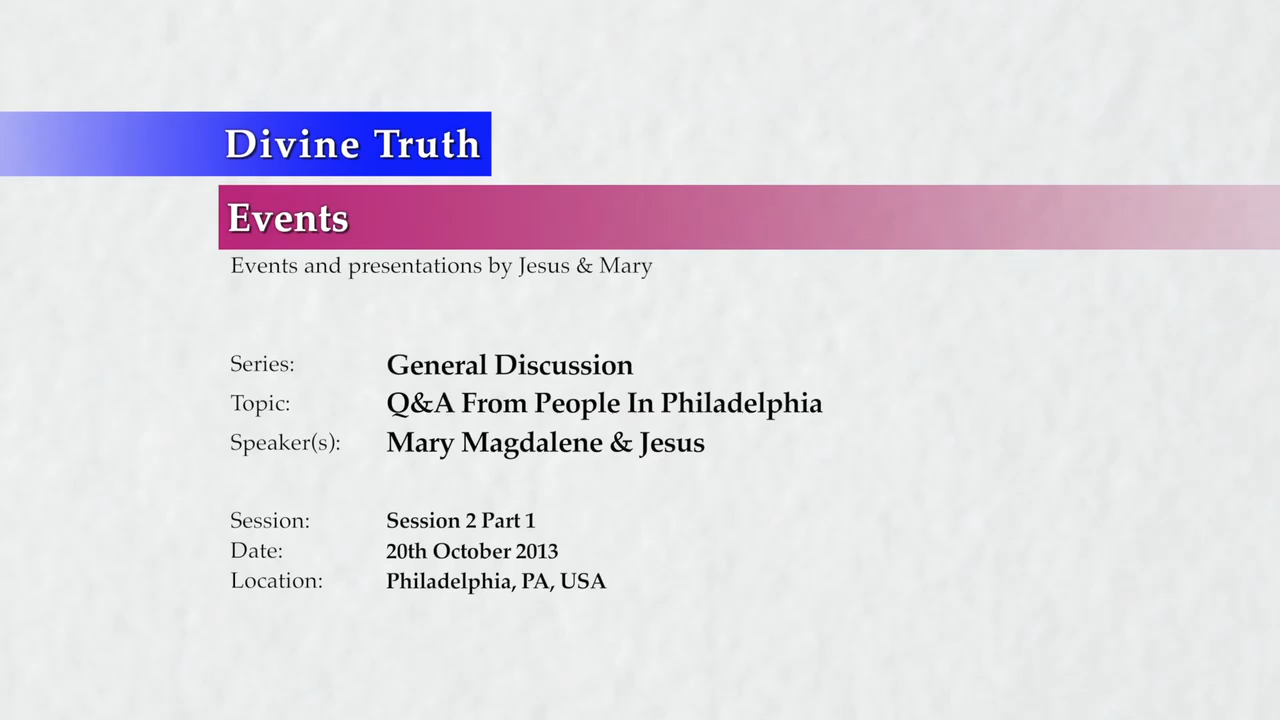 Divine Truth
Events
Events and presentations by Jesus & Mary
Series: General Discussion
Topic: Q&A From People In Philadelphia
Speaker(s): Mary Magdalene & Jesus
Session: Session 2 Part 1
Date: 20th October 2013
Location: Philadelphia, PA, USA